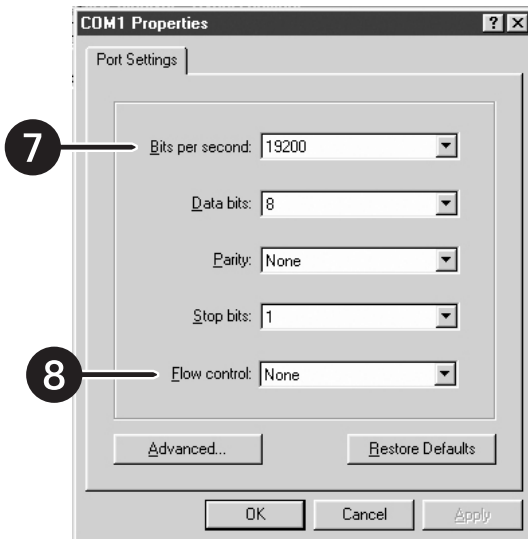 COM1 Properties
Port Settings
7 Bits per second: 19200
Data bits: 8
Parity: None
Stop bits: 1
8 Flow control: None
Advanced... Restore Defaults
OK Cancel Apply